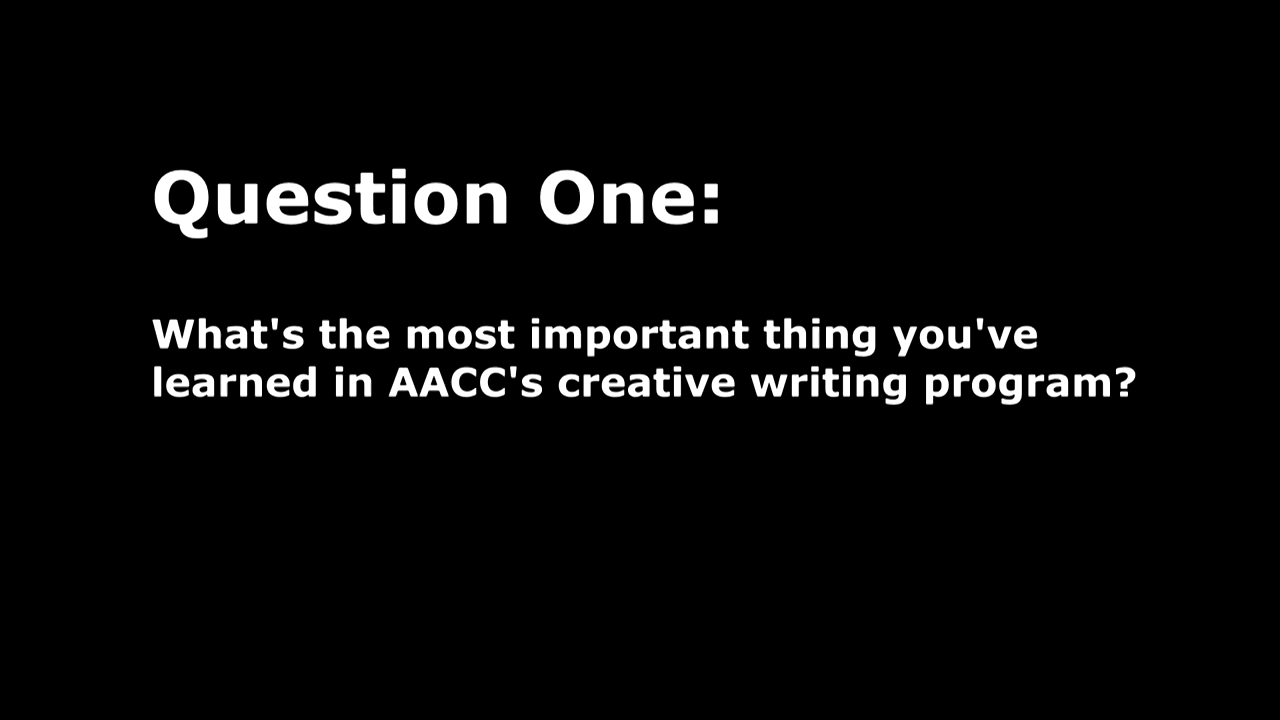 Question One:
What's the most important thing you've
learned in AACC's creative writing program?